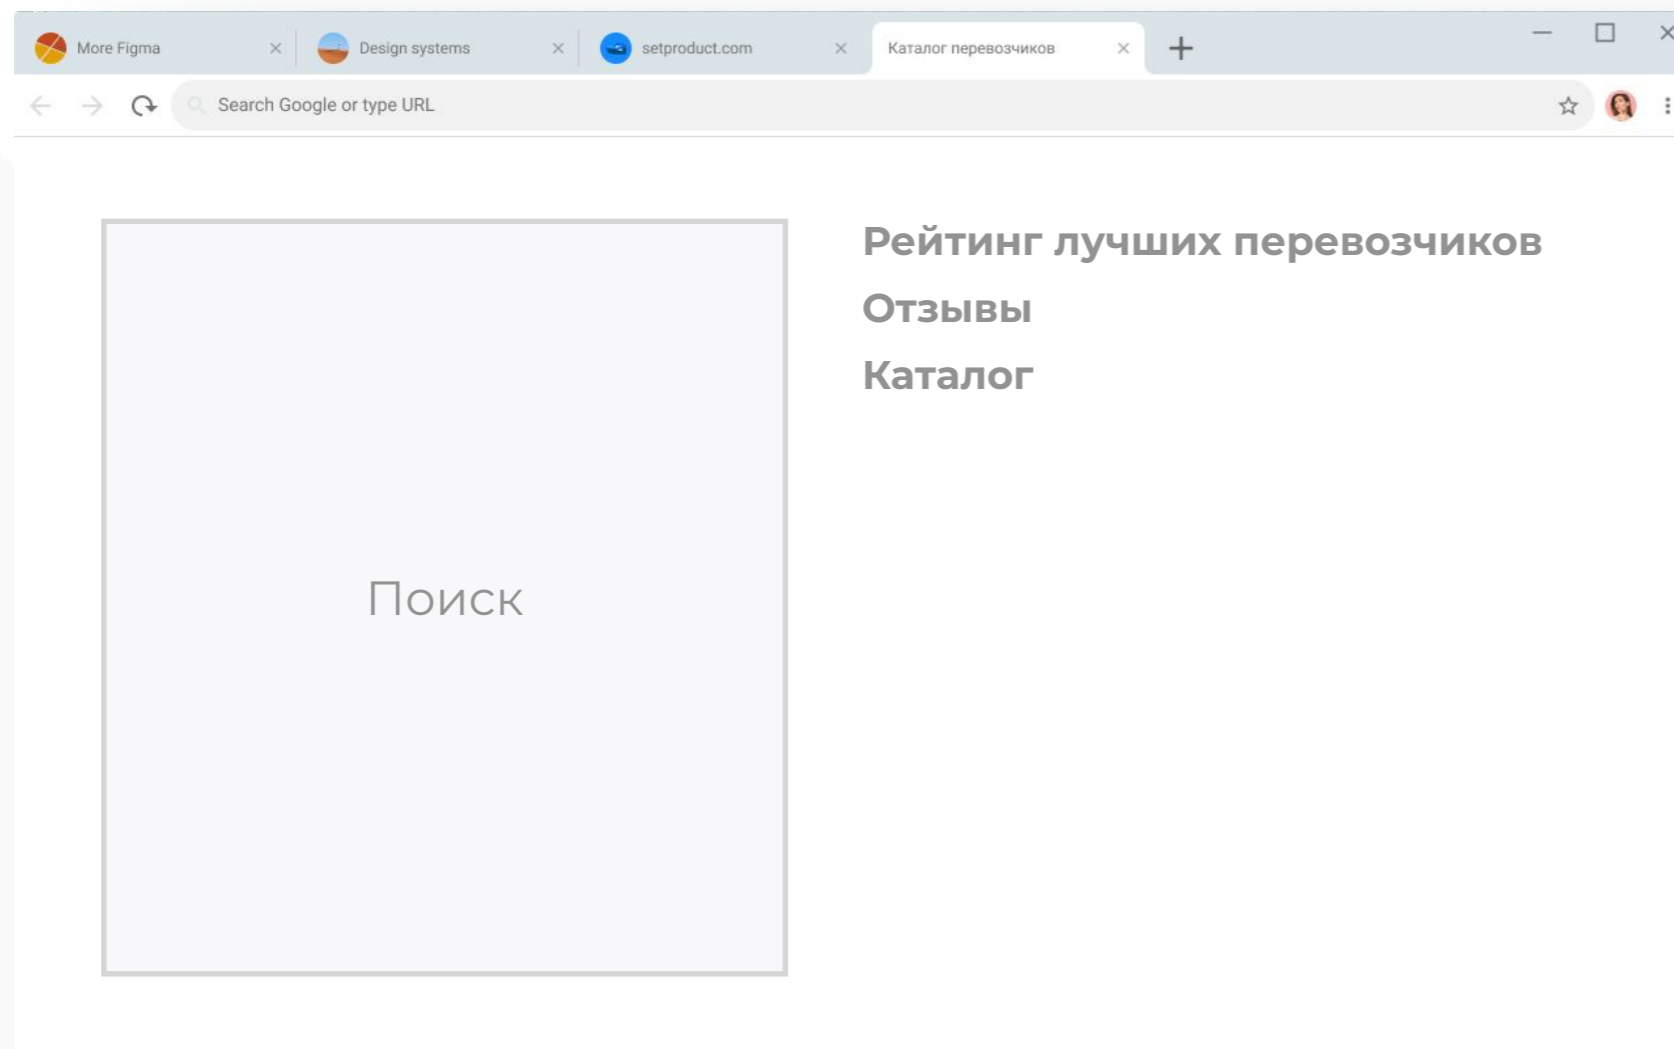 More Figma
Design systems
setproduct.com
Каталог перевозчиков
Search Google or type URL
Рейтинг лучших перевозчиков
Отзывы
Каталог
Поиск